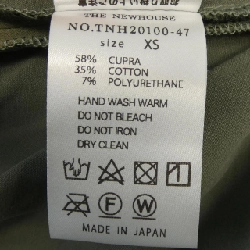 THE NEWHOUSE
NO.TNH20100-47
size XS
58% CUPRA
35% COTTON
7% POLYURETHANE
HAND WASH WARM
DO NOT BLEACH
DO NOT IRON
DRY CLEAN
F W
MADE IN JAPAN